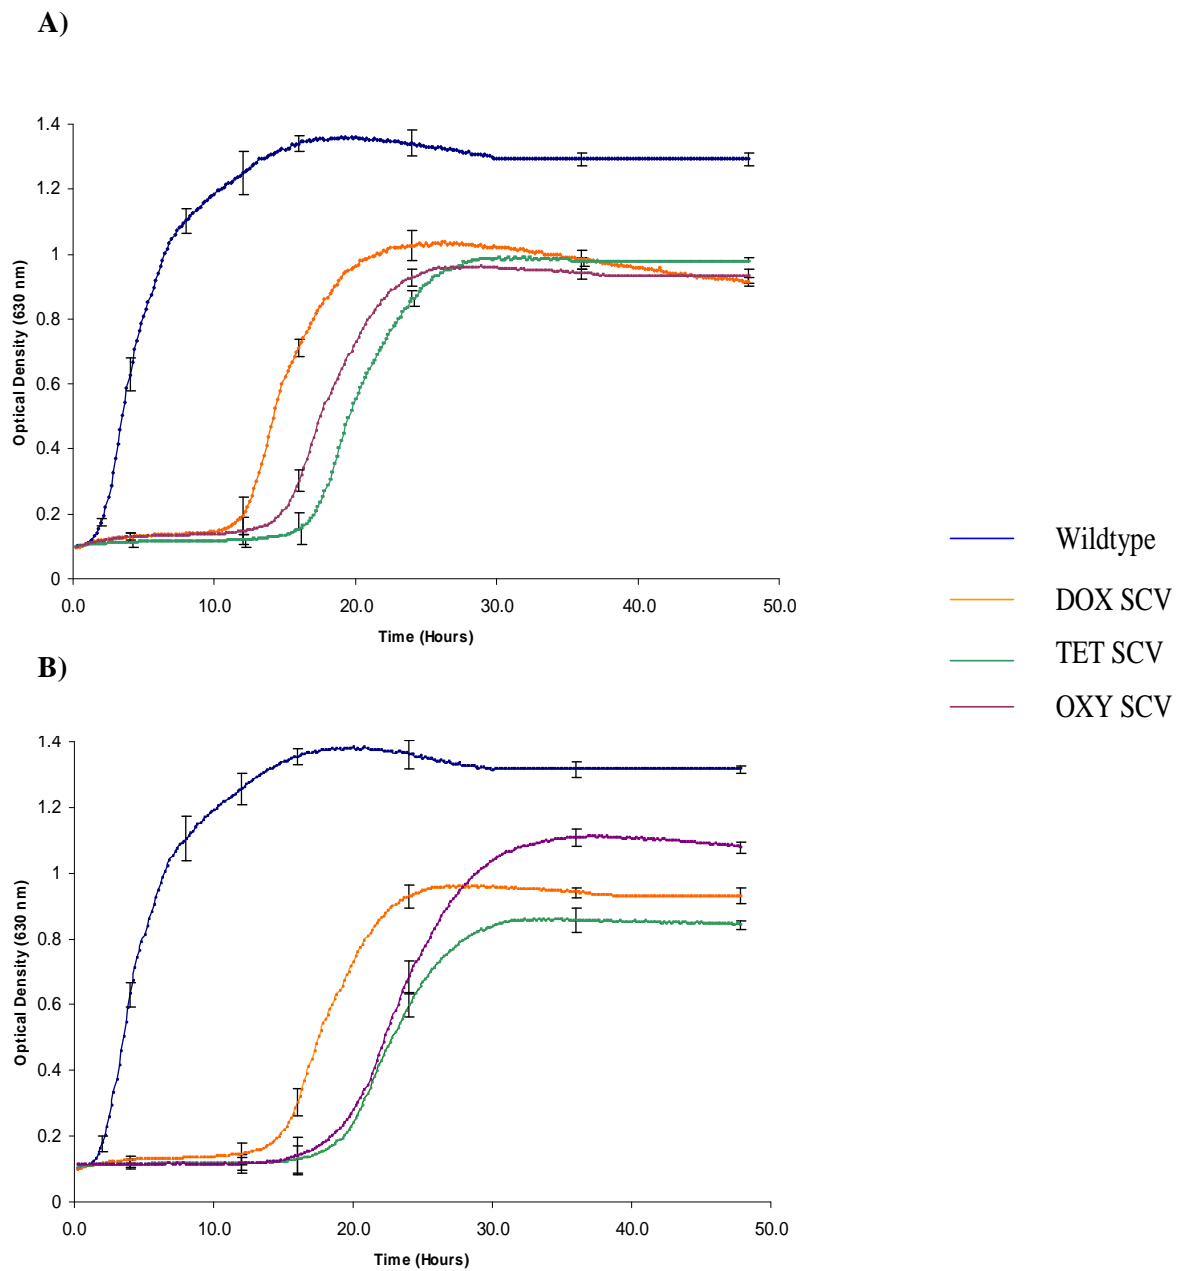 A)
1.4
1.2
1
0.8
0.6
0.4
0.2
0
Optical Density (630 nm)
0.0 10.0 20.0 30.0 40.0 50.0
Time (Hours)
Wildtype
DOX SCV
TET SCV
OXY SCV
B)
1.4
1.2
1
0.8
0.6
0.4
0.2
0
Optical Density (630 nm)
0.0 10.0 20.0 30.0 40.0 50.0
Time (Hours)